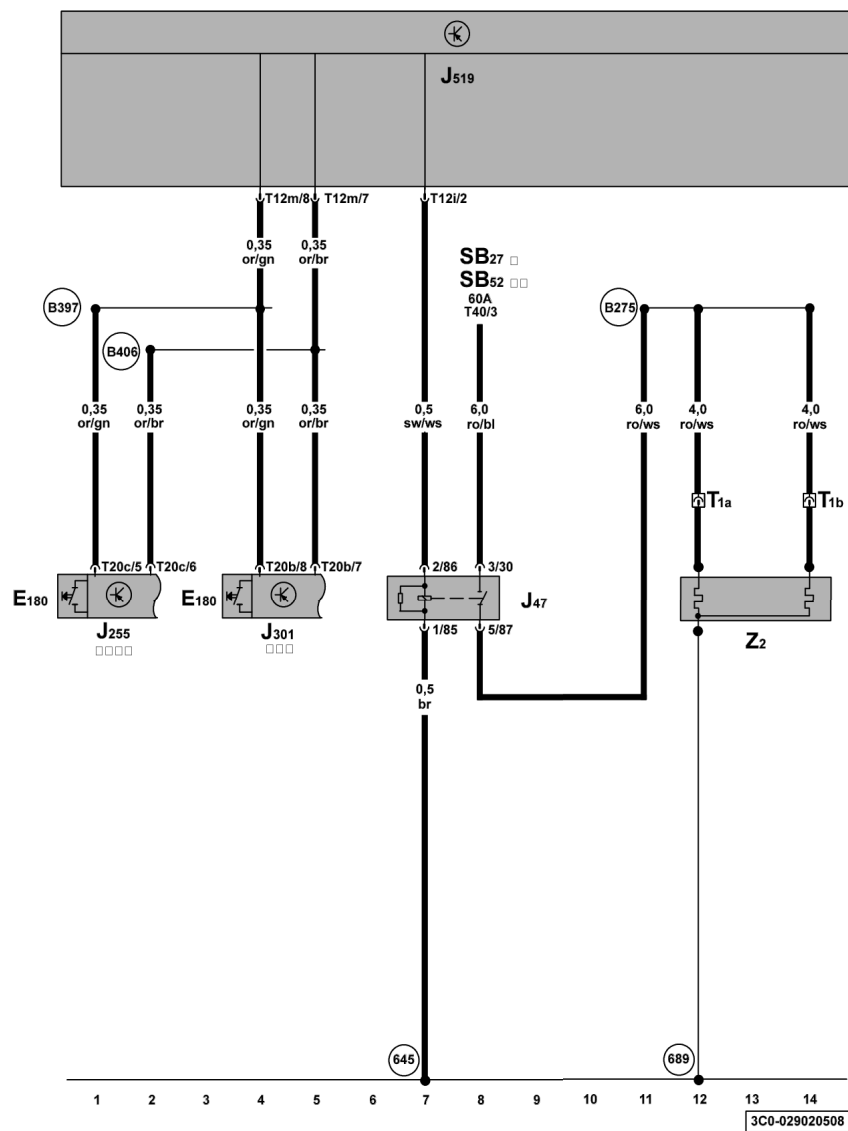 J519
T12m/8 T12m/7 T12i/2
0,35
or/gn
0,35
or/br
SB27 □
SB52 □□
60A
T40/3
B397
B406
B275
0,35
or/gn
0,35
or/br
0,35
or/gn
0,35
or/br
0,5
sw/ws
6,0
ro/bl
6,0
ro/ws
4,0
ro/ws
4,0
ro/ws
T1a
T1b
T20c/5 T20c/6 T20b/8 T20b/7 2/86 3/30
E180
E180
J47
J255
□□□□
J301
□□□
1/85 5/87
Z2
0,5
br
645
689
1 2 3 4 5 6 7 8 9 10 11 12 13 14
3C0-029020508